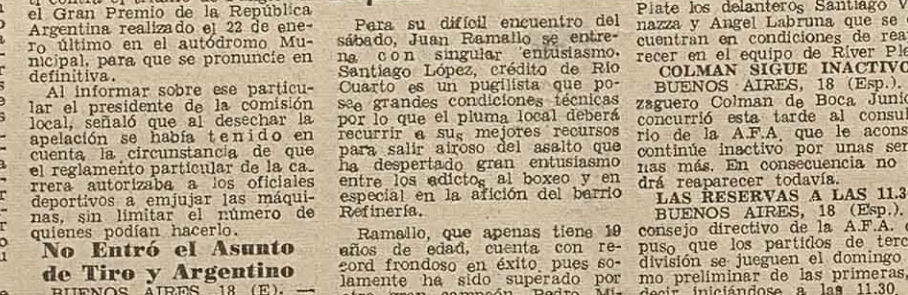 el Gran Premio de la República
Argentina realizado el 22 de ene-
ro último en el autódromo Mu-
nicipal, para que se pronuncie en
definitiva.
Al informar sobre ese particu-
lar el presidente de la comisión
local, señaló que al desechar la
apelación se había tenido en
cuenta la circunstancia de que
el reglamento particular de la ca-
rrera autorizaba a los oficiales
deportivos a emjujar las máqui-
nas, sin limitar el número de
quienes podían hacerlo.
No Entró el Asunto
de Tiro y Argentino
BUENOS AIRES, 18 (E). —
Para su difícil encuentro del
sábado, Juan Ramallo se entre-
na con singular entusiasmo.
Santiago López, crédito de Río
Cuarto es un pugilista que po-
see grandes condiciones técnicas
por lo que el pluma local deberá
recurrir a sus mejores recursos
para salir airoso del asalto que
ha despertado gran entusiasmo
entre los adictos al boxeo y en
especial en la afición del barrio
Refinería.
Ramallo, que apenas tiene 19
años de edad, cuenta con re-
cord frondoso en éxito, pues so-
lamente ha sido superado por
Plate los delanteros Santiago
nazza y Angel Labruna que se
cuentran en condiciones de
recer en el equipo de River
COLMAN SIGUE INACTIVO
BUENOS AIRES, 18 (Esp.).
zaguero Colman de Boca
concurrió esta tarde al
rio de la A.F.A. que le
continúe inactivo por unas
nas más. En consecuencia no
drá reaparecer todavía.
LAS RESERVAS A LAS 11.3
BUENOS AIRES, 18 (Esp.).
consejo directivo de la A.F.A.
puso que los partidos de
división se jueguen el domingo
mo preliminar de las primeras,
decir iniciándose a las 11.30.